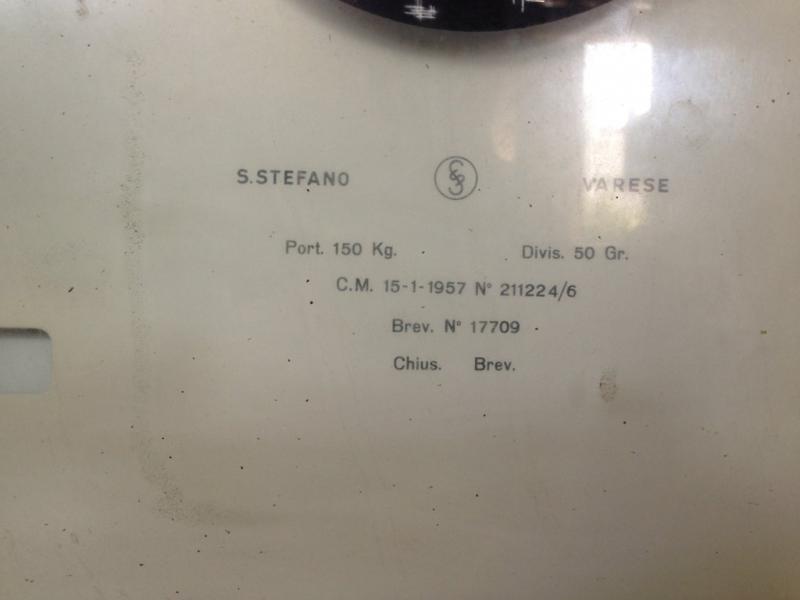 S.STEFANO VARESE
Port. 150 Kg. Divis. 50 Gr.
C.M. 15-1-1957 N° 211224/6
Brev. N° 17709
Chius. Brev.